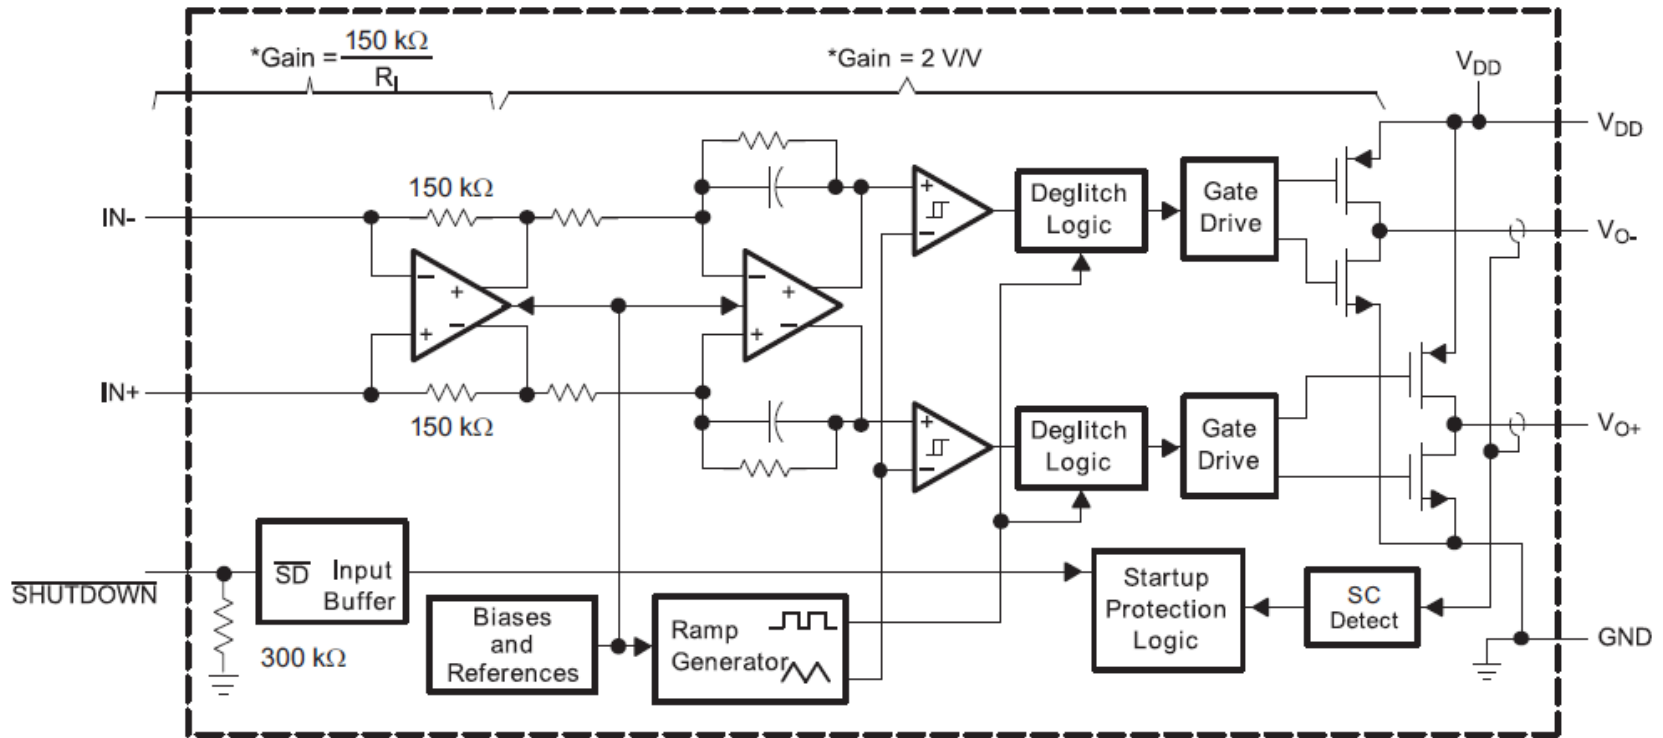 *Gain = 150 kΩ / RI
*Gain = 2 V/V
VDD
VDD
150 kΩ
IN-
+
-
Deglitch
Logic
Gate
Drive
VO-
-
+
-
+
-
+
-
+
IN+
150 kΩ
+
-
Deglitch
Logic
Gate
Drive
VO+
SHUTDOWN
SD Input
Buffer
300 kΩ
Biases
and
References
Ramp
Generator
Startup
Protection
Logic
SC
Detect
GND